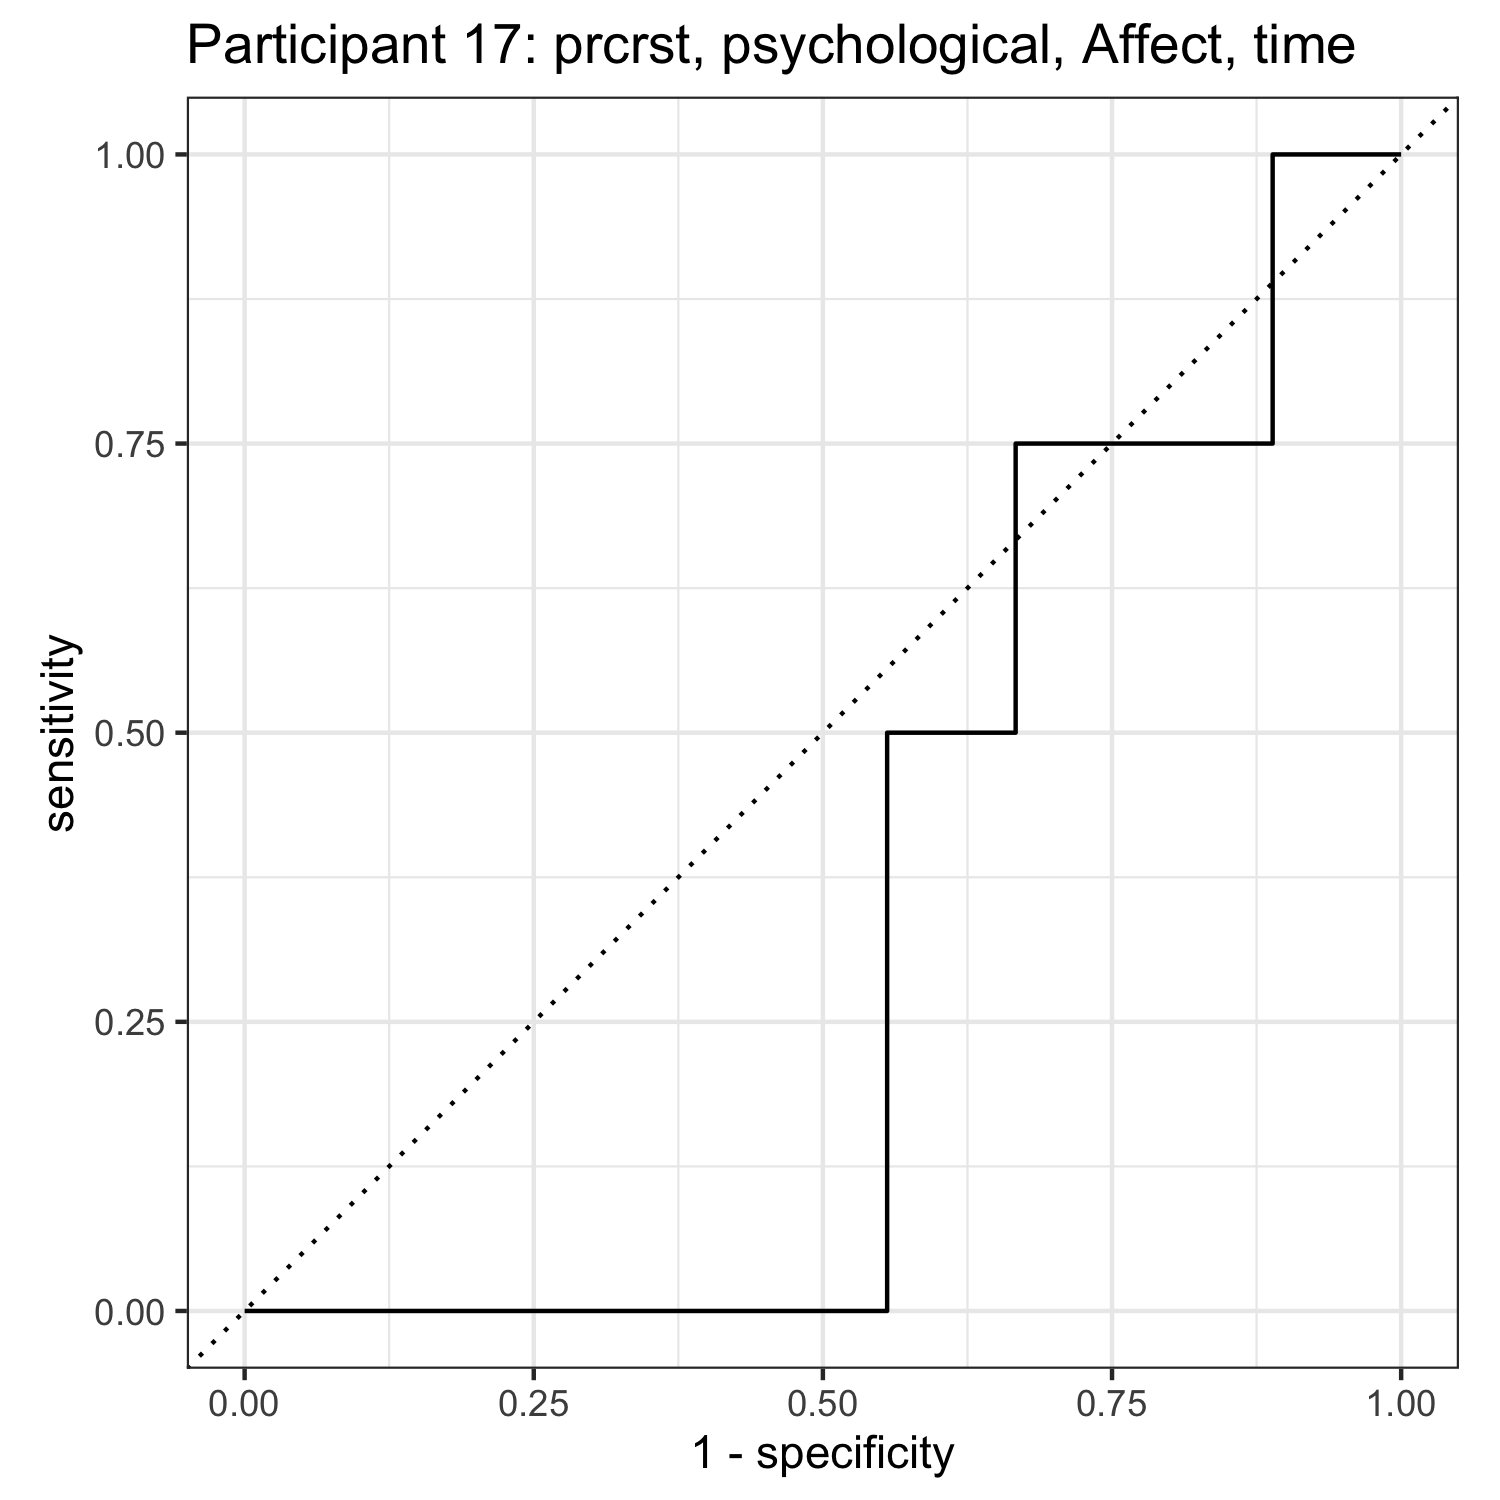 Participant 17: prcrst, psychological, Affect, time
1.00
0.75
0.50
0.25
0.00
sensitivity
0.00 0.25 0.50 0.75 1.00
1 - specificity